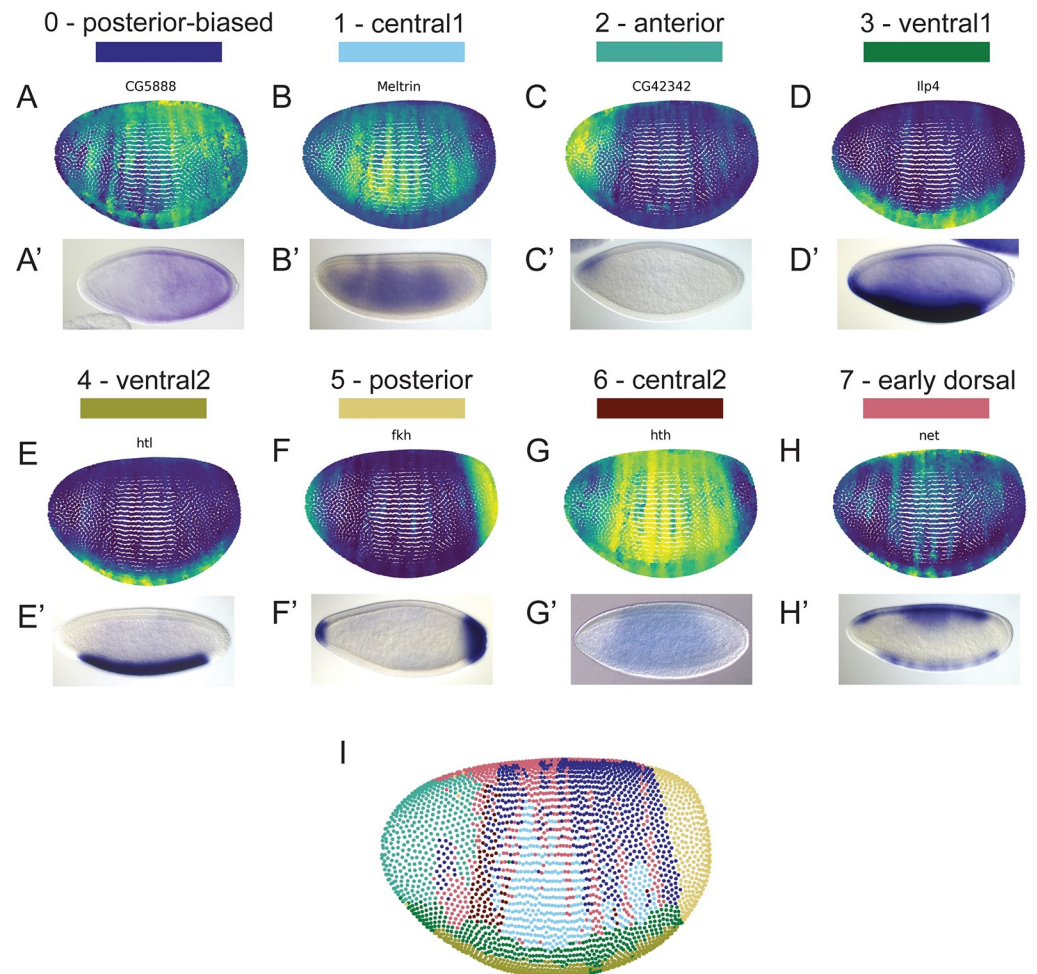 0 - posterior-biased
1 - central1
2 - anterior
3 - ventral1
A
CG5888
B
Meltrin
C
CG42342
D
Ilp4
A’
B’
C’
D’
4 - ventral2
5 - posterior
6 - central2
7 - early dorsal
E
htl
F
fkh
G
hth
H
net
E’
F’
G’
H’
I